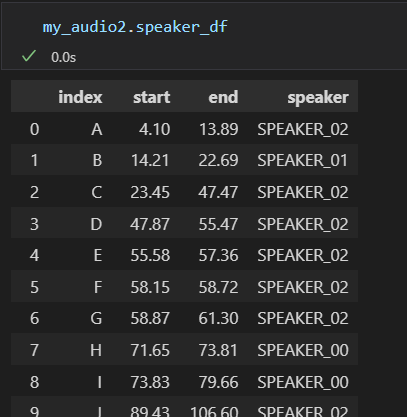 my_audio2.speaker_df
0.0s
index start end speaker
0 A 4.10 13.89 SPEAKER_02
1 B 14.21 22.69 SPEAKER_01
2 C 23.45 47.47 SPEAKER_02
3 D 47.87 55.47 SPEAKER_02
4 E 55.58 57.36 SPEAKER_02
5 F 58.15 58.72 SPEAKER_02
6 G 58.87 61.30 SPEAKER_02
7 H 71.65 73.81 SPEAKER_00
8 I 73.83 79.66 SPEAKER_00
9 J 89.43 106.60 SPEAKER_02